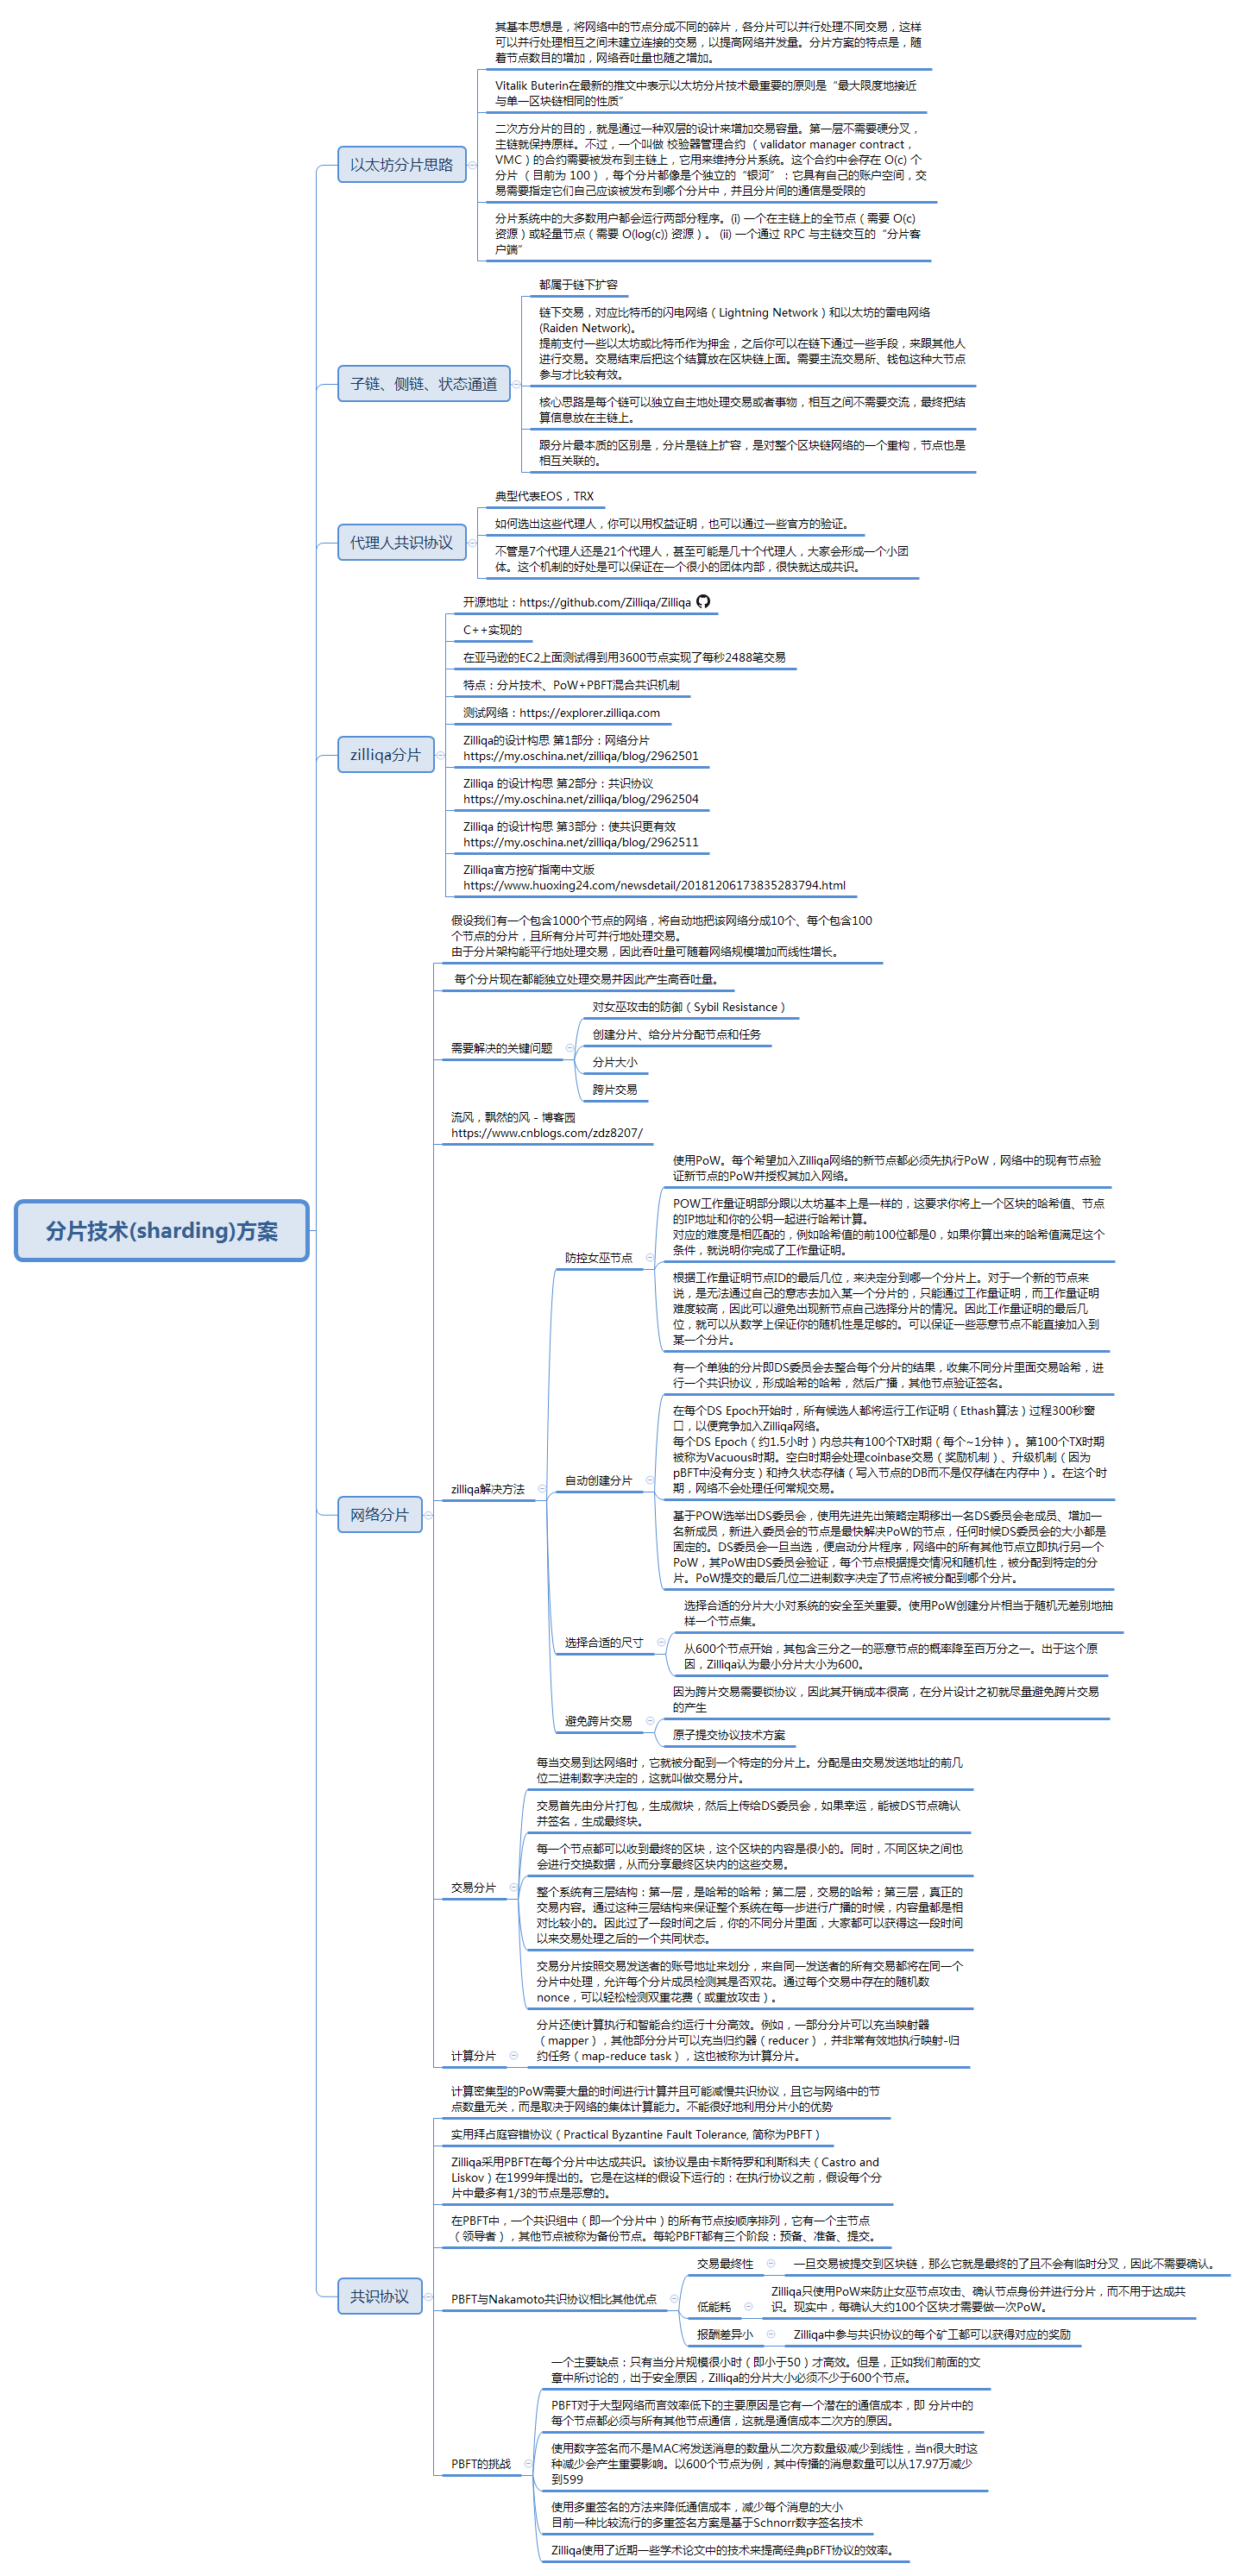 分片技术(sharding)方案
以太坊分片思路
其基本思想是，将网络中的节点分成不同的碎片，各分片可以并行处理不同交易，这样
可以并行处理相互之间未建立连接的交易，以提高网络并发量。分片方案的特点是，随
着节点数目的增加，网络吞吐量也随之增加。
Vitalik Buterin在最新的推文中表示以太坊分片技术最重要的原则是“最大限度地接近
与单一区块链相同的性质”
二次方分片的目的，就是通过一种双层的设计来增加交易容量。第一层不需要硬分叉，
主链就保持原样。不过，一个叫做 校验器管理合约（validator manager contract，
VMC）的合约需要被发布到主链上，它用来维持分片系统。这个合约中会存在 O(c) 个
分片（目前为 100），每个分片都像是个独立的“银河”：它具有自己的账户空间，交
易需要指定它们自己应该被发布到哪个分片中，并且分片间的通信是受限的
分片系统中的大多数用户都会运行两部分程序。(i) 一个在主链上的全节点（需要 O(c)
资源）或轻量节点（需要 O(log(c)) 资源）。 (ii) 一个通过 RPC 与主链交互的“分片客
户端”
子链、侧链、状态通道
都属于链下扩容
链下交易，对应比特币的闪电网络（Lightning Network）和以太坊的雷电网络
(Raiden Network)。
提前支付一些以太坊或比特币作为押金，之后你可以在链下通过一些手段，来跟其他人
进行交易。交易结束后把这个结算放在区块链上面。需要主流交易所、钱包这种大节点
参与才比较有效。
核心思路是每个链可以独立自主地处理交易或者事物，相互之间不需要交流，最终把结
算信息放在主链上。
跟分片最本质的区别是，分片是链上扩容，是对整个区块链网络的一个重构，节点也是
相互关联的。
代理人共识协议
典型代表EOS，TRX
如何选出这些代理人，你可以用权益证明，也可以通过一些官方的验证。
不管是7个代理人还是21个代理人，甚至可能是几十个代理人，大家会形成一个小团
体。这个机制的好处是可以保证在一个很小的团体内部，很快就达成共识。
zilliqa分片
开源地址：https://github.com/Zilliqa/Zilliqa
C++实现的
在亚马逊的EC2上面测试得到用3600节点实现了每秒2488笔交易
特点：分片技术、PoW+PBFT混合共识机制
测试网络：https://explorer.zilliqa.com
Zilliqa的设计构思 第1部分：网络分片
https://my.oschina.net/zilliqa/blog/2962501
Zilliqa 的设计构思 第2部分：共识协议
https://my.oschina.net/zilliqa/blog/2962504
Zilliqa 的设计构思 第3部分：使共识更有效
https://my.oschina.net/zilliqa/blog/2962511
Zilliqa官方挖矿指南中文版
https://www.huoxing24.com/newsdetail/20181206173835283794.html
网络分片
假设我们有一个包含1000个节点的网络，将自动地把该网络分成10个、每个包含100
个节点的分片，且所有分片可并行地处理交易。
由于分片架构能平行地处理交易，因此吞吐量可随着网络规模增加而线性增长。
每个分片现在都能独立处理交易并因此产生高吞吐量。
需要解决的关键问题
对女巫攻击的防御（Sybil Resistance）
创建分片、给分片分配节点和任务
分片大小
跨片交易
流风，飘然的风 - 博客园
https://www.cnblogs.com/zdz8207/
zilliqa解决方法
防控女巫节点
使用PoW。每个希望加入Zilliqa网络的新节点都必须先执行PoW，网络中的现有节点验
证新节点的PoW并授权其加入网络。
POW工作量证明部分跟以太坊基本上是一样的，这要求你将上一个区块的哈希值、节点
的IP地址和你的公钥一起进行哈希计算。
对应的难度是相匹配的，例如哈希值的前100位都是0，如果你算出来的哈希值满足这个
条件，就说明你完成了工作量证明。
根据工作量证明节点ID的最后几位，来决定分到哪一个分片上。对于一个新的节点来
说，是无法通过自己的意志去加入某一个分片的，只能通过工作量证明，而工作量证明
难度较高，因此可以避免出现新节点自己选择分片的情况。因此工作量证明的最后几
位，就可以从数学上保证你的随机性是足够的。可以保证一些恶意节点不能直接加入到
某一个分片。
自动创建分片
有一个单独的分片即DS委员会去整合每个分片的结果，收集不同分片里面交易哈希，进
行一个共识协议，形成哈希的哈希，然后广播，其他节点验证签名。
在每个DS Epoch开始时，所有候选人都将运行工作证明（Ethash算法）过程300秒窗
口，以便竞争加入Zilliqa网络。
每个DS Epoch（约1.5小时）内总共有100个TX时期（每个~1分钟）。第100个TX时期
被称为Vacuous时期。空白时期会处理coinbase交易（奖励机制）、升级机制（因为
pBFT中没有分支）和持久状态存储（写入节点的DB而不是仅存储在内存中）。在这个时
期，网络不会处理任何常规交易。
基于POW选举出DS委员会，使用先进先出策略定期移出一名DS委员会老成员、增加一
名新成员，新进入委员会的节点是最快解决PoW的节点，任何时候DS委员会的大小都是
固定的。DS委员会一旦当选，便启动分片程序，网络中的所有其他节点立即执行另一个
PoW，其PoW由DS委员会验证，每个节点根据提交情况和随机性，被分配到特定的分
片。PoW提交的最后几位二进制数字决定了节点将被分配到哪个分片。
选择合适的尺寸
选择合适的分片大小对系统的安全至关重要。使用PoW创建分片相当于随机无差别地抽
样一个节点集。
从600个节点开始，其包含三分之一的恶意节点的概率降至百万分之一。出于这个原
因，Zilliqa认为最小分片大小为600。
避免跨片交易
因为跨片交易需要锁协议，因此其开销成本很高，在分片设计之初就尽量避免跨片交易
的产生
原子提交协议技术方案
交易分片
每当交易到达网络时，它就被分配到一个特定的分片上。分配是由交易发送地址的前几
位二进制数字决定的，这就叫做交易分片。
交易首先由分片打包，生成微块，然后上传给DS委员会，如果幸运，能被DS节点确认
并签名，生成最终块。
每一个节点都可以收到最终的区块，这个区块的内容是很小的。同时，不同区块之间也
会进行交换数据，从而分享最终区块内的这些交易。
整个系统有三层结构：第一层，是哈希的哈希；第二层，交易的哈希；第三层，真正的
交易内容。通过这种三层结构来保证整个系统在每一步进行广播的时候，内容量都是相
对比较小的。因此过了一段时间之后，你的不同分片里面，大家都可以获得这一段时间
以来交易处理之后的一个共同状态。
交易分片按照交易发送者的账号地址来划分，来自同一发送者的所有交易都将在同一个
分片中处理，允许每个分片成员检测其是否双花。通过每个交易中存在的随机数
nonce，可以轻松检测双重花费（或重放攻击）。
计算分片
分片还使计算执行和智能合约运行十分高效。例如，一部分分片可以充当映射器
（mapper），其他部分分片可以充当归约器（reducer），并非常有效地执行映射-归
约任务（map-reduce task），这也被称为计算分片。
共识协议
计算密集型的PoW需要大量的时间进行计算并且可能减慢共识协议，且它与网络中的节
点数量无关，而是取决于网络的集体计算能力。不能很好地利用分片小的优势
实用拜占庭容错协议（Practical Byzantine Fault Tolerance, 简称为PBFT）
Zilliqa采用PBFT在每个分片中达成共识。该协议是由卡斯特罗和利斯科夫（Castro and
Liskov）在1999年提出的。它是在这样的假设下运行的：在执行协议之前，假设每个分
片中最多有1/3的节点是恶意的。
在PBFT中，一个共识组中（即一个分片中）的所有节点按顺序排列，它有一个主节点
（领导者），其他节点被称为备份节点。每轮PBFT都有三个阶段：预备、准备、提交。
PBFT与Nakamoto共识协议相比其他优点
交易最终性
一旦交易被提交到区块链，那么它就是最终的了且不会有临时分叉，因此不需要确认。
低能耗
Zilliqa只使用PoW来防止女巫节点攻击、确认节点身份并进行分片，而不用于达成共
识。现实中，每确认大约100个区块才需要做一次PoW。
报酬差异小
Zilliqa中参与共识协议的每个矿工都可以获得对应的奖励
PBFT的挑战
一个主要缺点：只有当分片规模很小时（即小于50）才高效。但是，正如我们前面的文
章中所讨论的，出于安全原因，Zilliqa的分片大小必须不少于600个节点。
PBFT对于大型网络而言效率低下的主要原因是它有一个潜在的通信成本，即 分片中的
每个节点都必须与所有其他节点通信，这就是通信成本二次方的原因。
使用数字签名而不是MAC将发送消息的数量从二次方数量级减少到线性，当n很大时这
种减少会产生重要影响。以600个节点为例，其中传播的消息数量可以从17.97万减少
到599
使用多重签名的方法来降低通信成本，减少每个消息的大小
目前一种比较流行的多重签名方案是基于Schnorr数字签名技术
Zilliqa使用了近期一些学术论文中的技术来提高经典pBFT协议的效率。